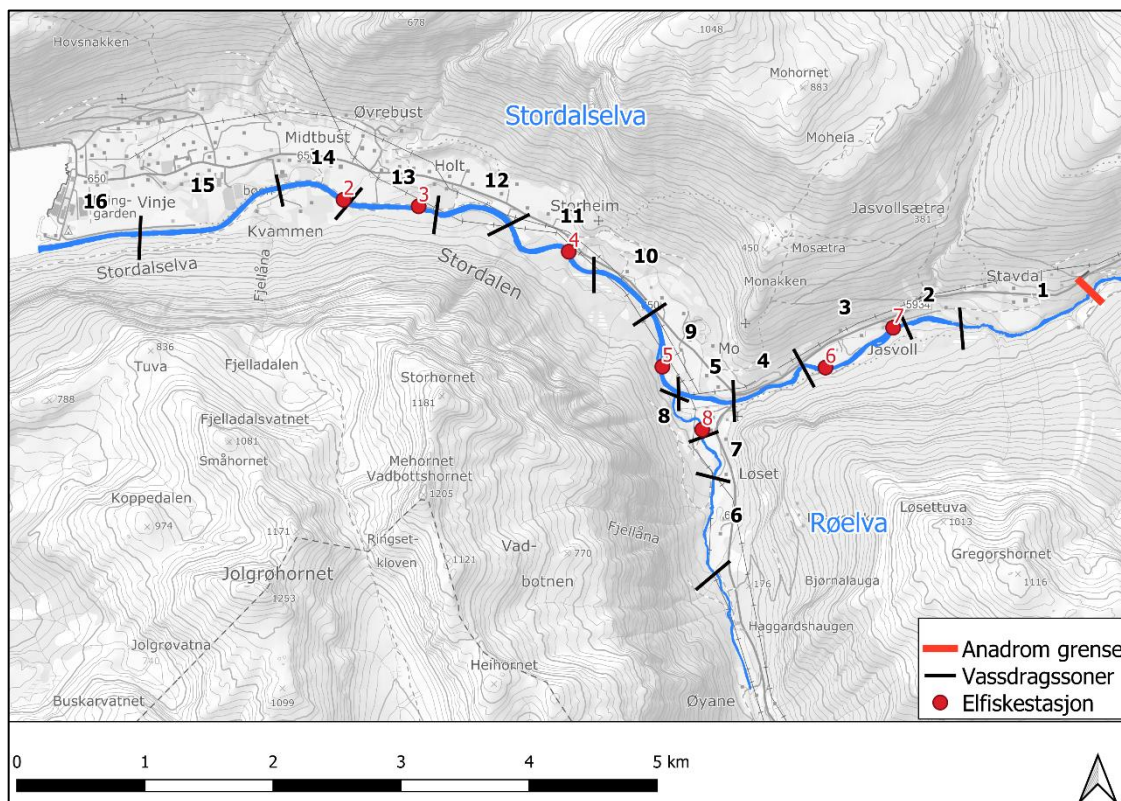 678
1048
Hovsnakken
Mohornet
883
Øvrebust
Stordalselva
Midtbust
Moheia
650
14
Holt
13
12
Jasvollsætra
381
15
2
3
Storheim
11
16
garden
Vinje
Kvammen
4
10
450
Mosætra
Stavdal
Stordalselva
Fjellåna
Stordalen
Monakken
1
2
3
5934
7
9
Mo
836
Tuva
Fjelladalen
Storhornet
1181
5
5
4
6
Jasvoll
788
Fjelladalsvatnet
1081
Småhornet
8
8
7
Mehornet
Vadbottshornet
1205
Løset
Koppedalen
974
6
Løsettuva
1013
1171
Ringset-
kloven
1121
Vad-
botnen
770
Fjellåna
Røelva
Gregorshornet
1116
Jolgrøhornet
1253
176
Bjørnalauga
Jolgrøvatna
740
Haggardshaugen
Heihornet
Buskarvatnet
1099
Øyane
Anadrom grense
Vassdragssoner
Elfiskestasjon
0
1
2
3
4
5 km